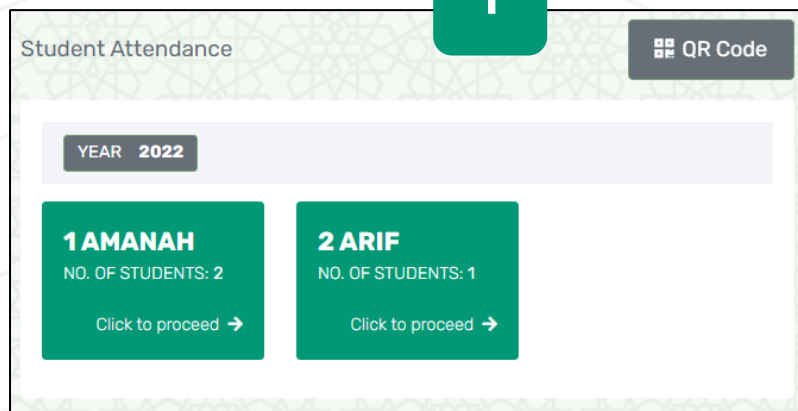 Student Attendance
QR Code
YEAR 2022
1 AMANAH
NO. OF STUDENTS: 2
Click to proceed →
2 ARIF
NO. OF STUDENTS: 1
Click to proceed →